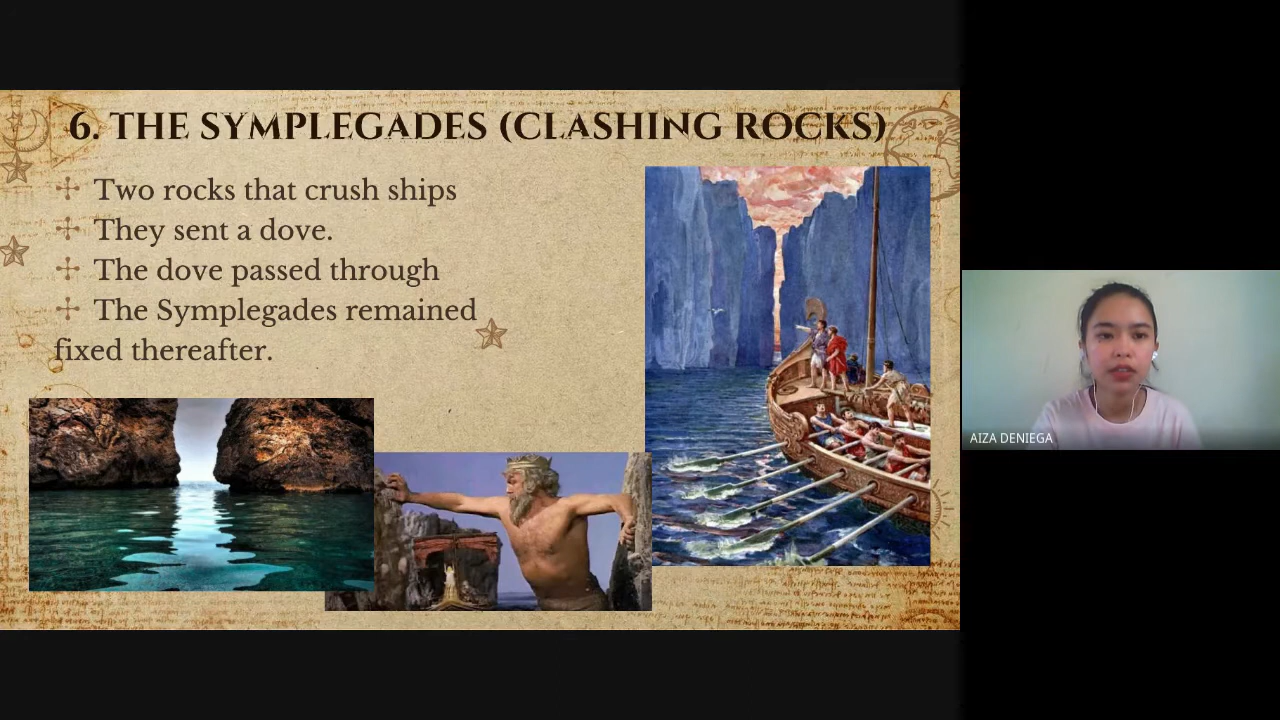 6. THE SYMPLEGADES (CLASHING ROCKS)
Two rocks that crush ships
They sent a dove.
The dove passed through
The Symplegades remained
fixed thereafter.
AIZA DENIEGA